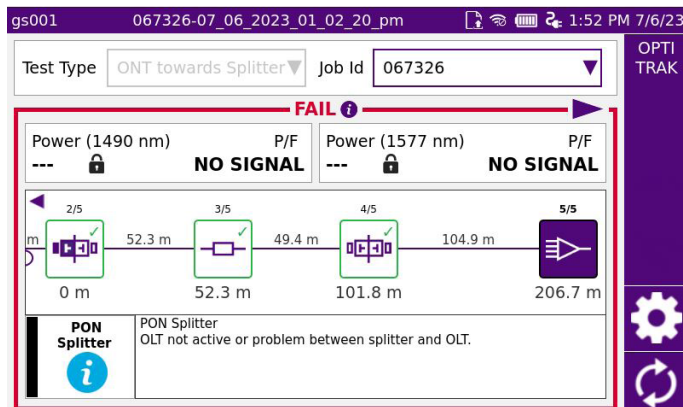 gs001 067326-07_06_2023_01_02_20_pm 1:52 PM 7/6/23
OPTI
TRAK
Test Type ONT towards Splitter Job Id 067326
FAIL
Power (1490 nm) P/F Power (1577 nm) P/F
--- NO SIGNAL --- NO SIGNAL
2/5 3/5 4/5 5/5
m 52.3 m 49.4 m 104.9 m
0 m 52.3 m 101.8 m 206.7 m
PON
Splitter
PON Splitter
OLT not active or problem between splitter and OLT.